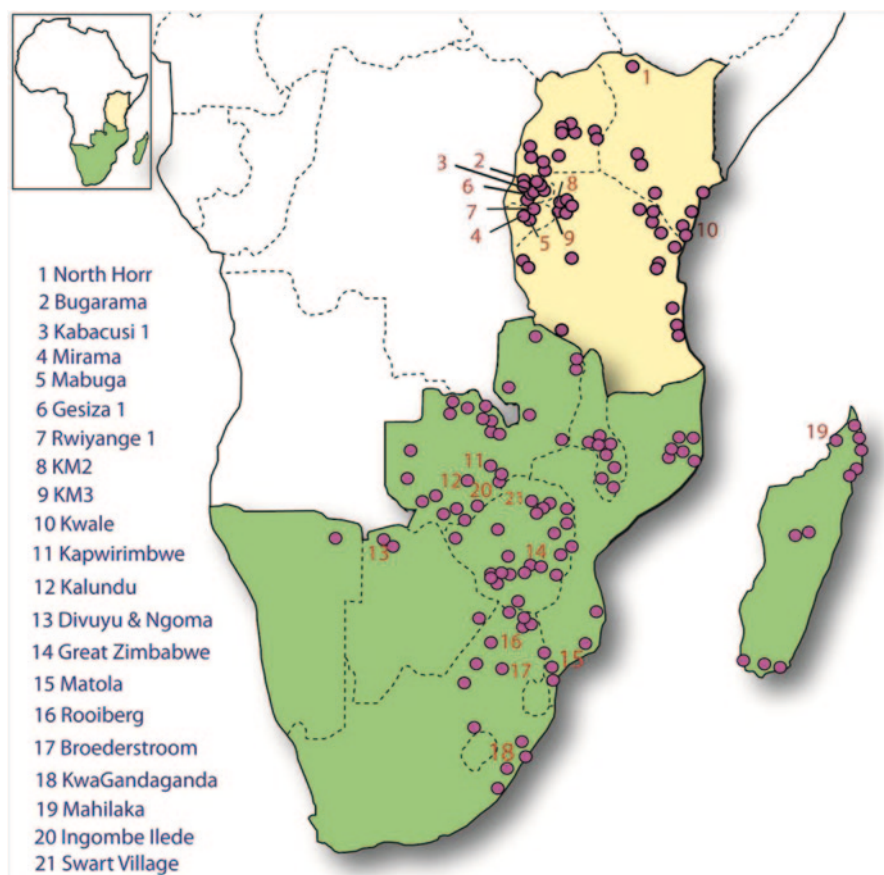 1
2
3
6
8
7
4
5
9
10
1 North Horr
2 Bugarama
3 Kabacusi 1
4 Mirama
5 Mabuga
6 Gesiza 1
7 Rwiyange 1
8 KM2
9 KM3
10 Kwale
11 Kapwirimbwe
12 Kalundu
13 Divuyu & Ngoma
14 Great Zimbabwe
15 Matola
16 Rooiberg
17 Broederstroom
18 KwaGandaganda
19 Mahilaka
20 Ingombe Ilede
21 Swart Village
19
11
12
20
21
13
14
16
15
17
18